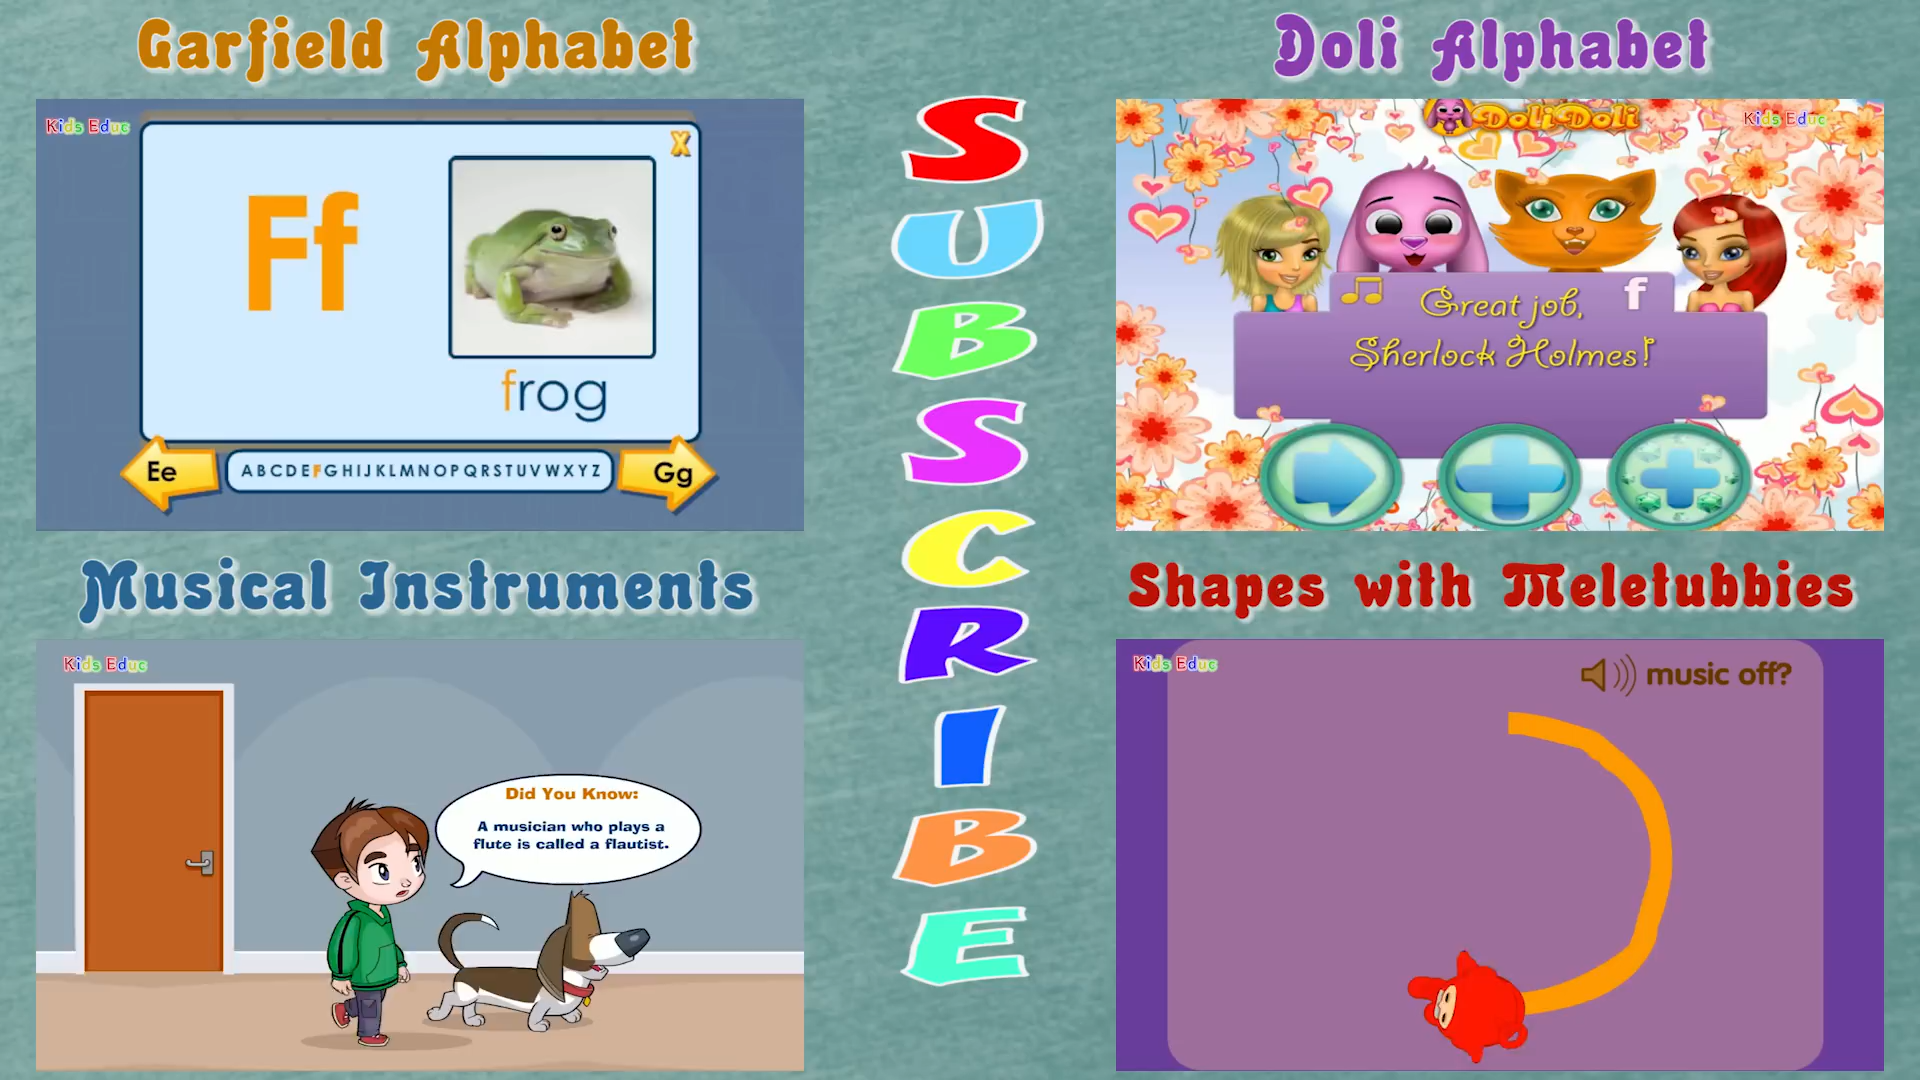 Garfield Alphabet
Kids Educ
X
Ff
frog
Ee
ABCDEFGHIJKLMNOPQRSTUVWXYZ
Gg
Doli Alphabet
DoliDoli
Kids Educ
f
Great job,
Sherlock Holmes!
SUBSCRIBE
Musical Instruments
Kids Educ
Did You Know:
A musician who plays a
flute is called a flautist.
Shapes with Meletubbies
Kids Educ
music off?